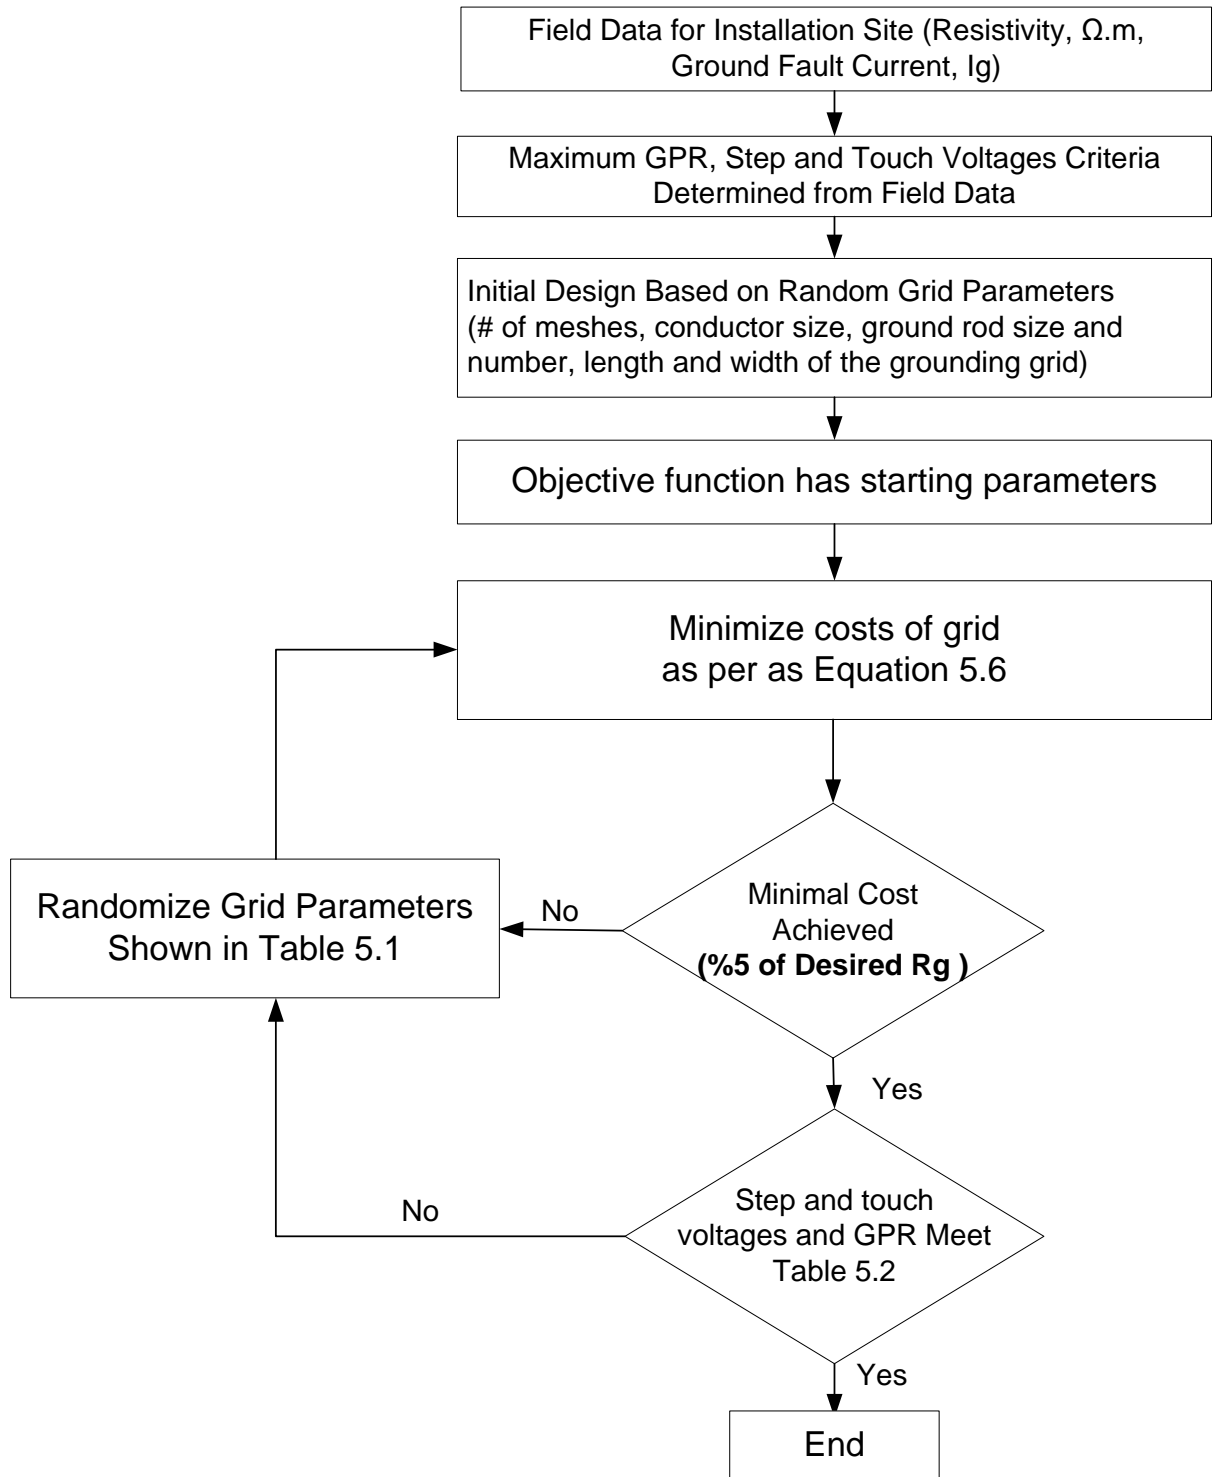 Field Data for Installation Site (Resistivity, Ω.m,
Ground Fault Current, Ig)
Maximum GPR, Step and Touch Voltages Criteria
Determined from Field Data
Initial Design Based on Random Grid Parameters
(# of meshes, conductor size, ground rod size and
number, length and width of the grounding grid)
Objective function has starting parameters
Minimize costs of grid
as per as Equation 5.6
Randomize Grid Parameters
Shown in Table 5.1
No
Minimal Cost
Achieved
(%5 of Desired Rg )
Yes
No
Step and touch
voltages and GPR Meet
Table 5.2
Yes
End